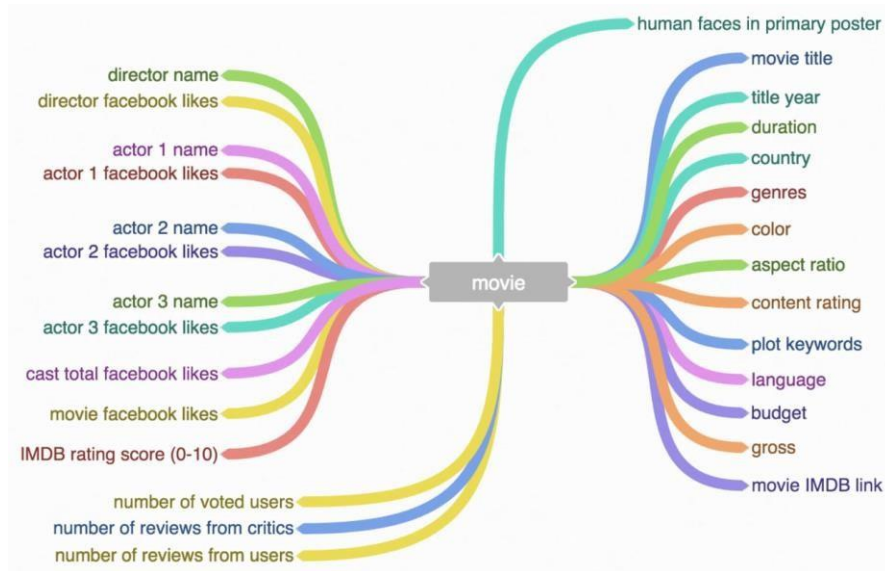 human faces in primary poster
director name
director facebook likes
actor 1 name
actor 1 facebook likes
actor 2 name
actor 2 facebook likes
actor 3 name
actor 3 facebook likes
cast total facebook likes
movie facebook likes
IMDB rating score (0-10)
number of voted users
number of reviews from critics
number of reviews from users
movie
movie title
title year
duration
country
genres
color
aspect ratio
content rating
plot keywords
language
budget
gross
movie IMDB link